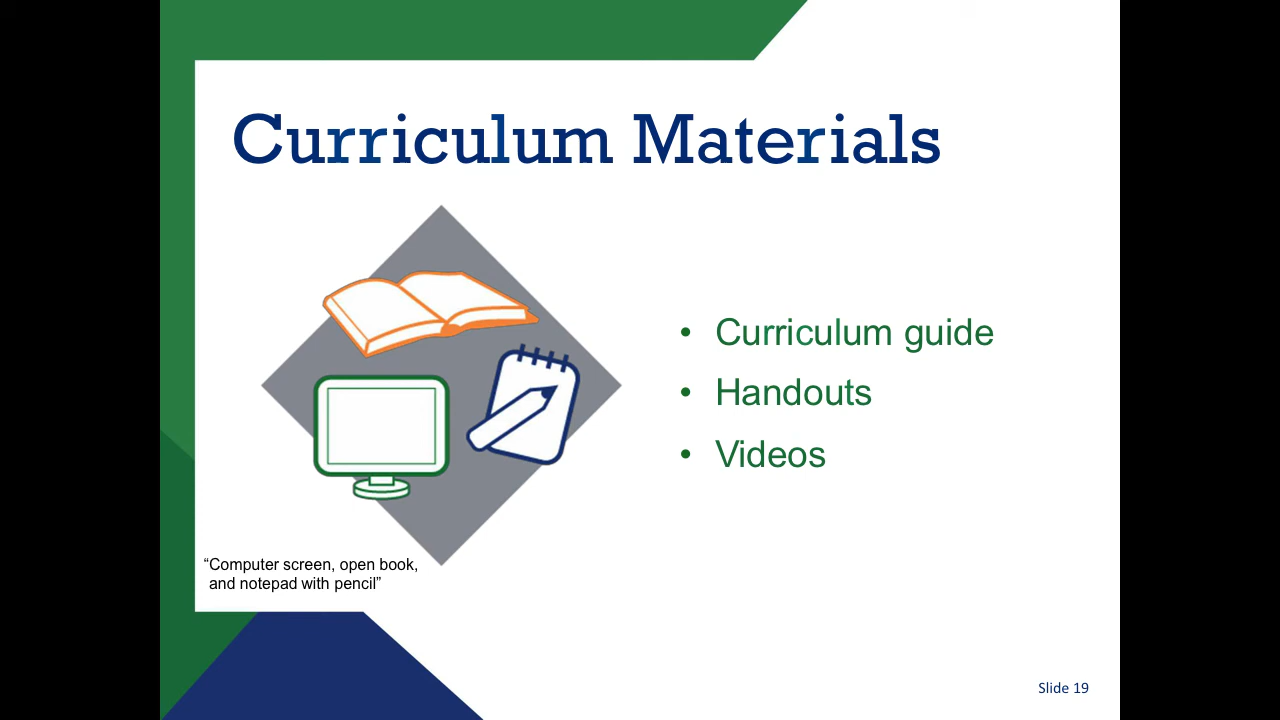 Curriculum Materials
• Curriculum guide
• Handouts
• Videos
“Computer screen, open book,
and notepad with pencil”
Slide 19